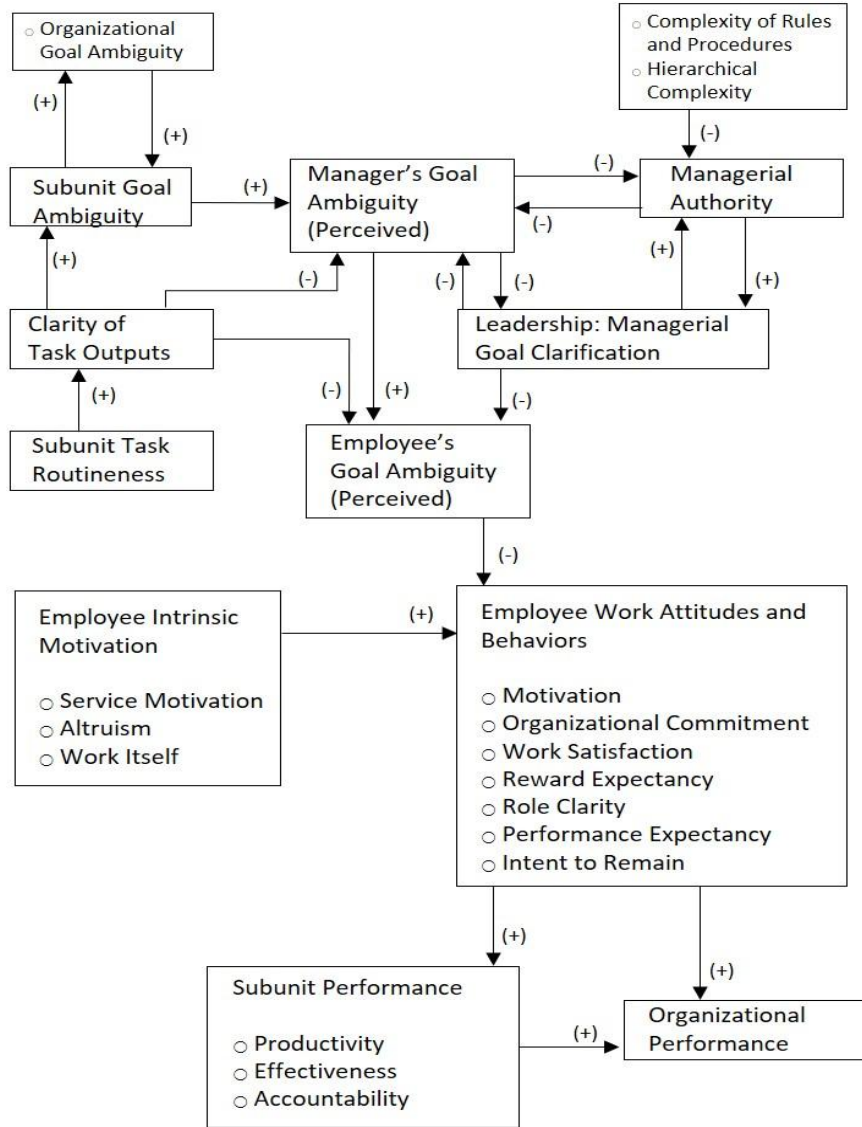 ○ Organizational
Goal Ambiguity
○ Complexity of Rules
and Procedures
○ Hierarchical
Complexity
(+)
(+)
(-)
Subunit Goal
Ambiguity
(+)
Manager's Goal
Ambiguity
(Perceived)
(-)
(-)
Managerial
Authority
(+)
(-)
(-)
(-)
(+)
(+)
Clarity of
Task Outputs
Leadership: Managerial
Goal Clarification
(+)
(-)
(+)
(-)
Subunit Task
Routineness
Employee's
Goal Ambiguity
(Perceived)
(-)
Employee Intrinsic
Motivation
○ Service Motivation
○ Altruism
○ Work Itself
(+)
Employee Work Attitudes and
Behaviors
○ Motivation
○ Organizational Commitment
○ Work Satisfaction
○ Reward Expectancy
○ Role Clarity
○ Performance Expectancy
○ Intent to Remain
(+)
(+)
Subunit Performance
○ Productivity
○ Effectiveness
○ Accountability
(+)
Organizational
Performance